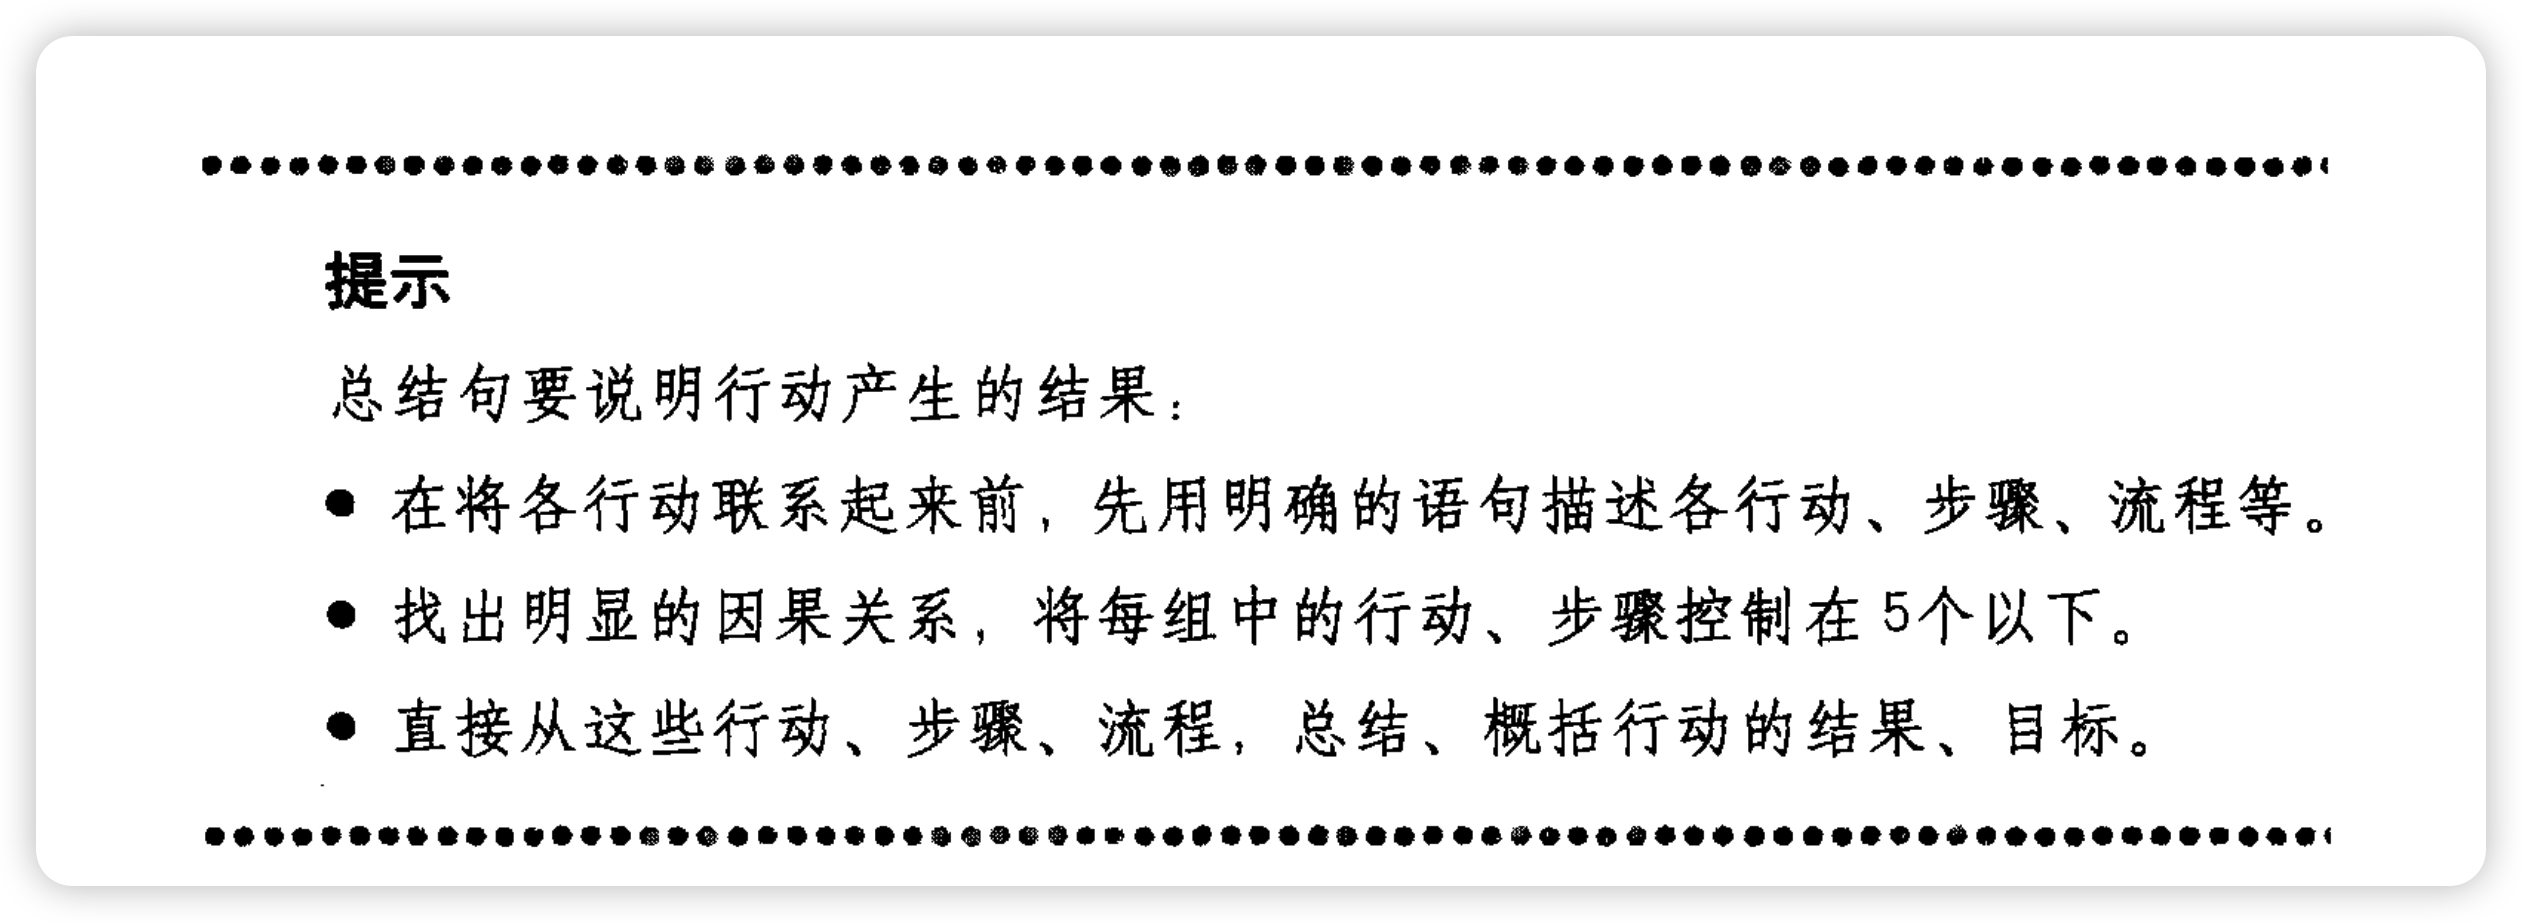 提示
总结句要说明行动产生的结果：
● 在将各行动联系起来前，先用明确的语句描述各行动、步骤、流程等。
● 找出明显的因果关系，将每组中的行动、步骤控制在5个以下。
● 直接从这些行动、步骤、流程，总结、概括行动的结果、目标。